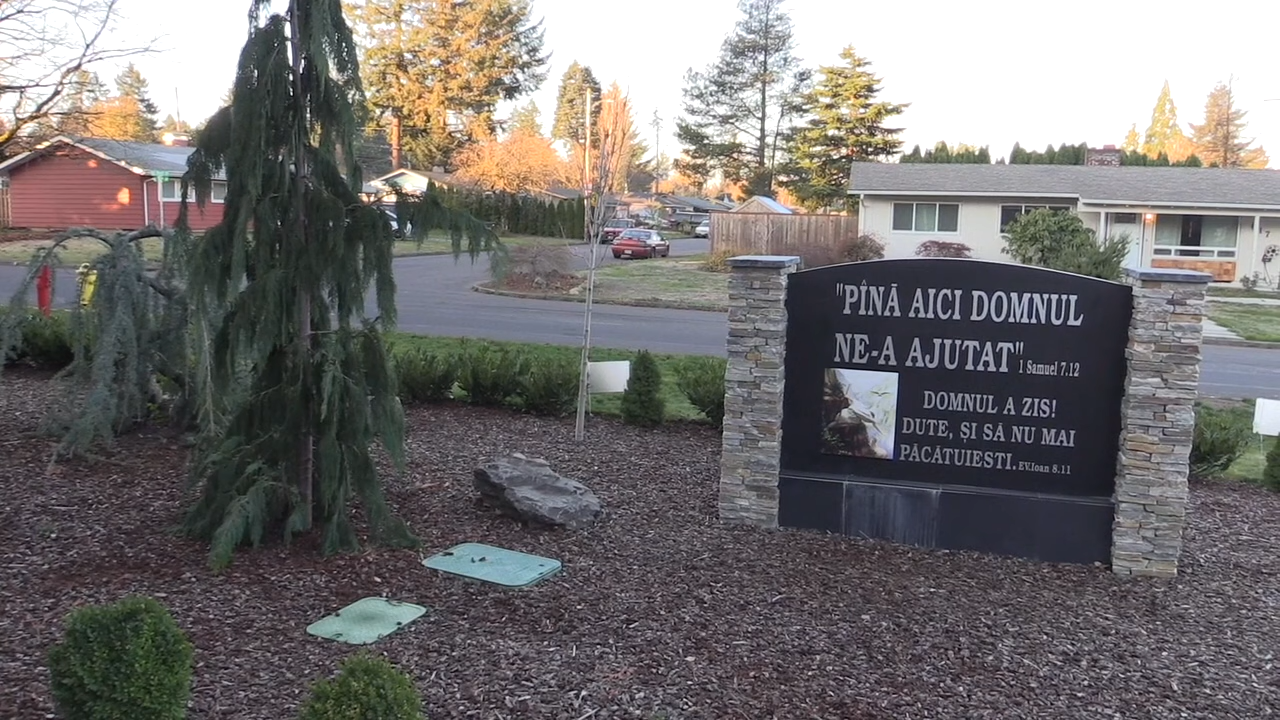 "PÎNĂ AICI DOMNUL
NE-A AJUTAT" 1 Samuel 7.12
DOMNUL A ZIS!
DUTE, ȘI SĂ NU MAI
PĂCĂTUIESTI. EV.Ioan 8.11